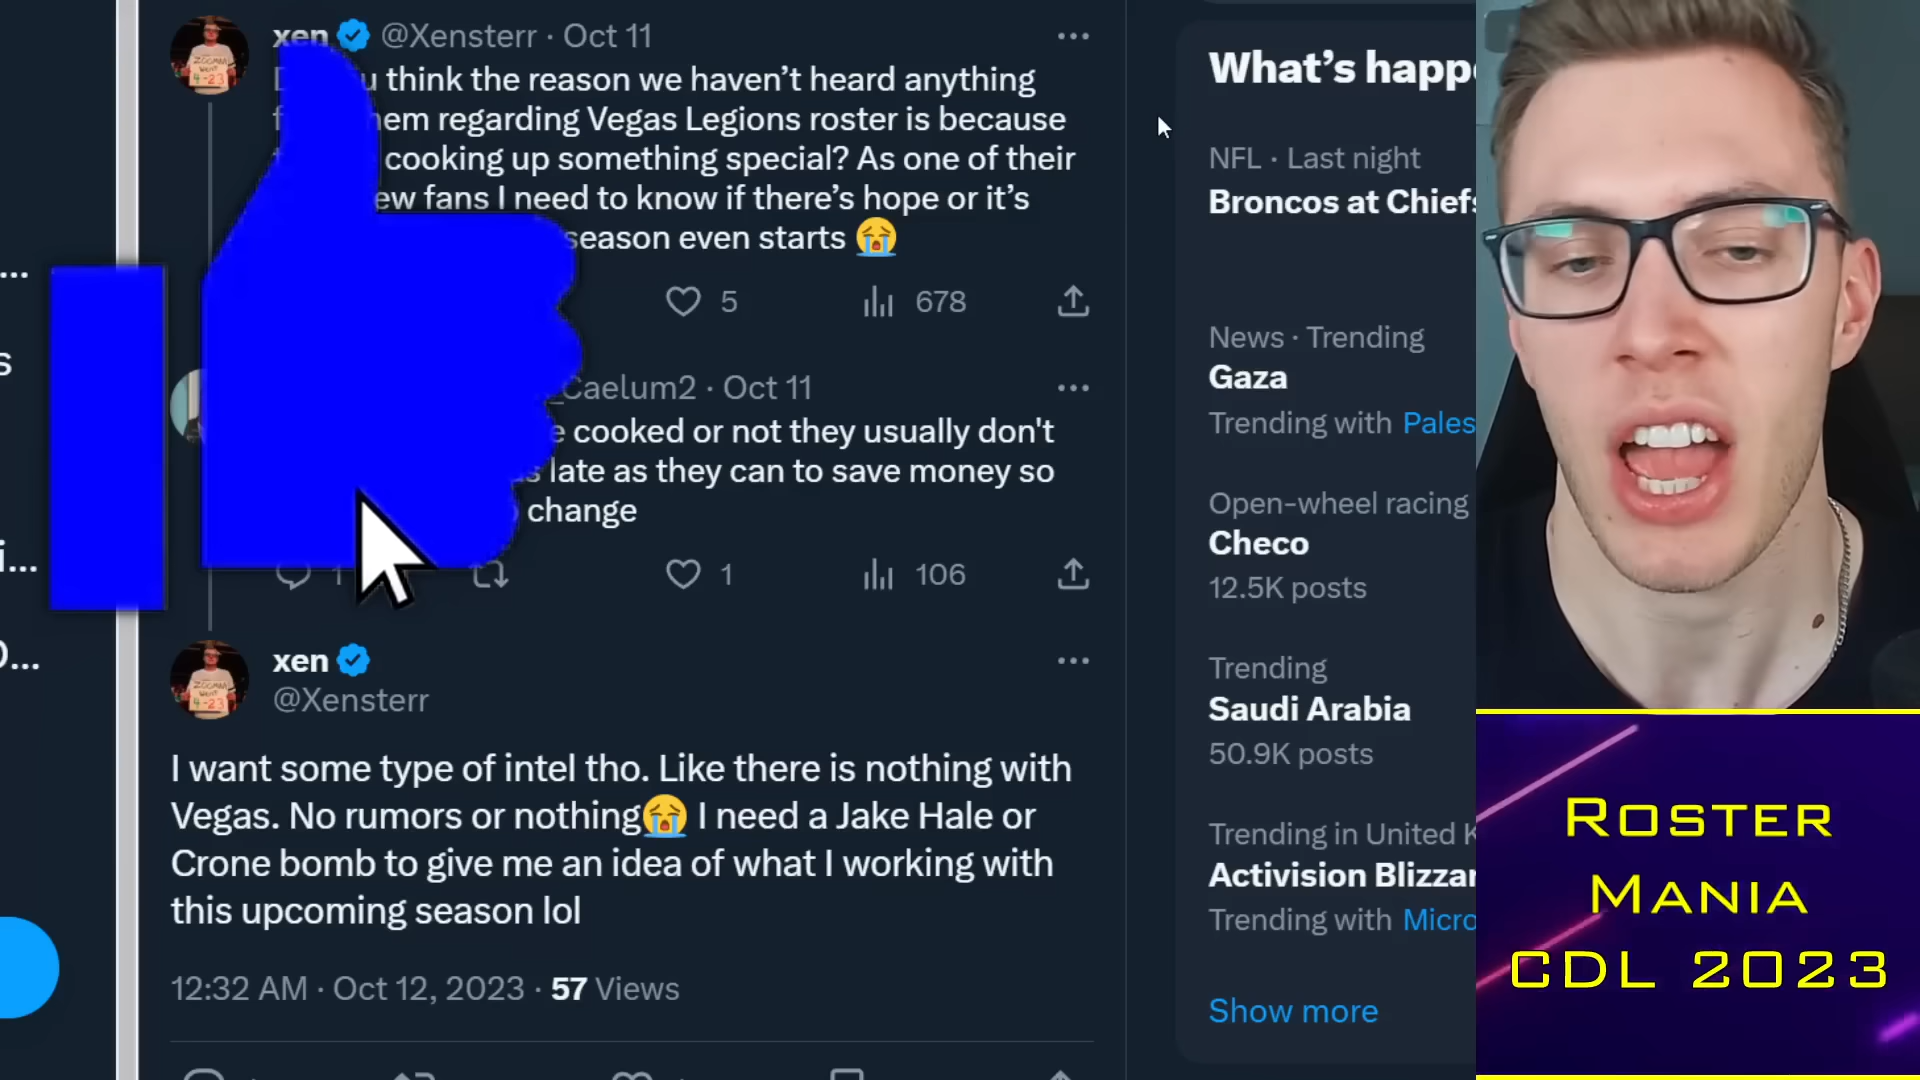 xen @Xensterr · Oct 11
think the reason we haven’t heard anything
regarding Vegas Legions roster is because
cooking up something special? As one of their
fans I need to know if there’s hope or it’s
season even starts 😭
5
678
_Caelum2 · Oct 11
cooked or not they usually don't
late as they can to save money so
change
1
1
106
xen
@Xensterr
I want some type of intel tho. Like there is nothing with
Vegas. No rumors or nothing😭 I need a Jake Hale or
Crone bomb to give me an idea of what I working with
this upcoming season lol
12:32 AM · Oct 12, 2023 · 57 Views
What’s happe
NFL · Last night
Broncos at Chiefs
News · Trending
Gaza
Trending with Pales
Open-wheel racing
Checo
12.5K posts
Trending
Saudi Arabia
50.9K posts
Trending in United K
Activision Blizzar
Trending with Micro
Show more
Roster
Mania
CDL 2023
ZOOMAA
WENT
4-23